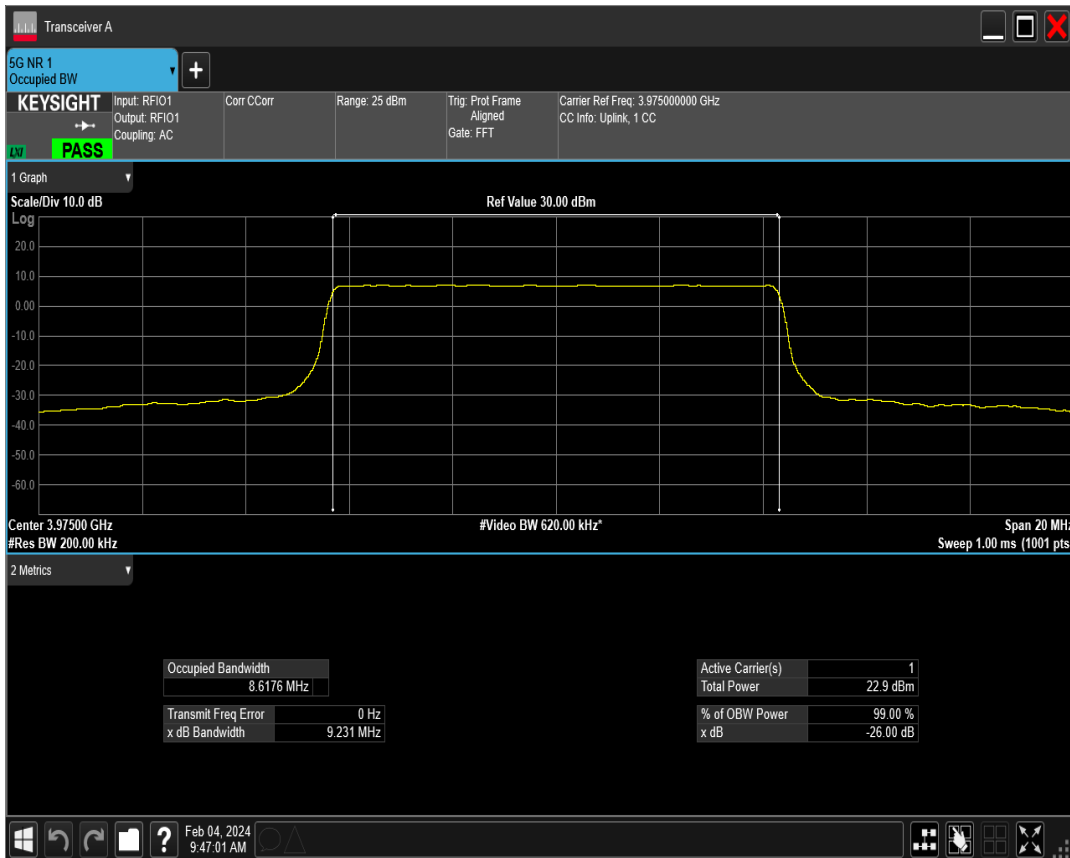 Transceiver A
5G NR 1
Occupied BW
+
KEYSIGHT
LXI
PASS
Input: RFIO1
Output: RFIO1
Coupling: AC
Corr CCorr
Range: 25 dBm
Trig: Prot Frame
Aligned
Gate: FFT
Carrier Ref Freq: 3.975000000 GHz
CC Info: Uplink, 1 CC
1 Graph
Scale/Div 10.0 dB
Ref Value 30.00 dBm
Log
20.0
10.0
0.00
-10.0
-20.0
-30.0
-40.0
-50.0
-60.0
Center 3.97500 GHz
#Video BW 620.00 kHz*
Span 20 MHz
#Res BW 200.00 kHz
Sweep 1.00 ms (1001 pts
2 Metrics
Occupied Bandwidth
8.6176 MHz
Transmit Freq Error 0 Hz
x dB Bandwidth 9.231 MHz
Active Carrier(s) 1
Total Power 22.9 dBm
% of OBW Power 99.00 %
x dB -26.00 dB
?
Feb 04, 2024
9:47:01 AM